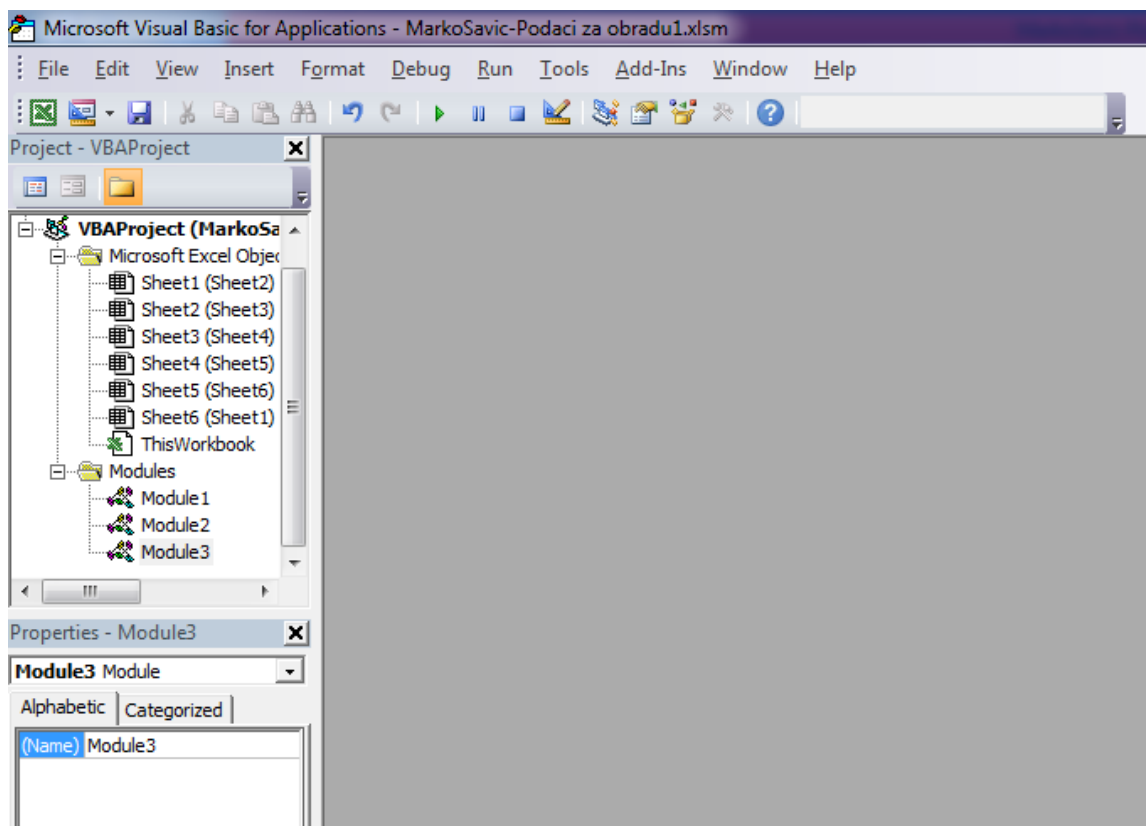 Microsoft Visual Basic for Applications - MarkoSavic-Podaci za obradu1.xlsm
File Edit View Insert Format Debug Run Tools Add-Ins Window Help
Project - VBAProject
VBAProject (MarkoSa
Microsoft Excel Objec
Sheet1 (Sheet2)
Sheet2 (Sheet3)
Sheet3 (Sheet4)
Sheet4 (Sheet5)
Sheet5 (Sheet6)
Sheet6 (Sheet1)
ThisWorkbook
Modules
Module1
Module2
Module3
Properties - Module3
Module3 Module
Alphabetic Categorized
(Name) Module3